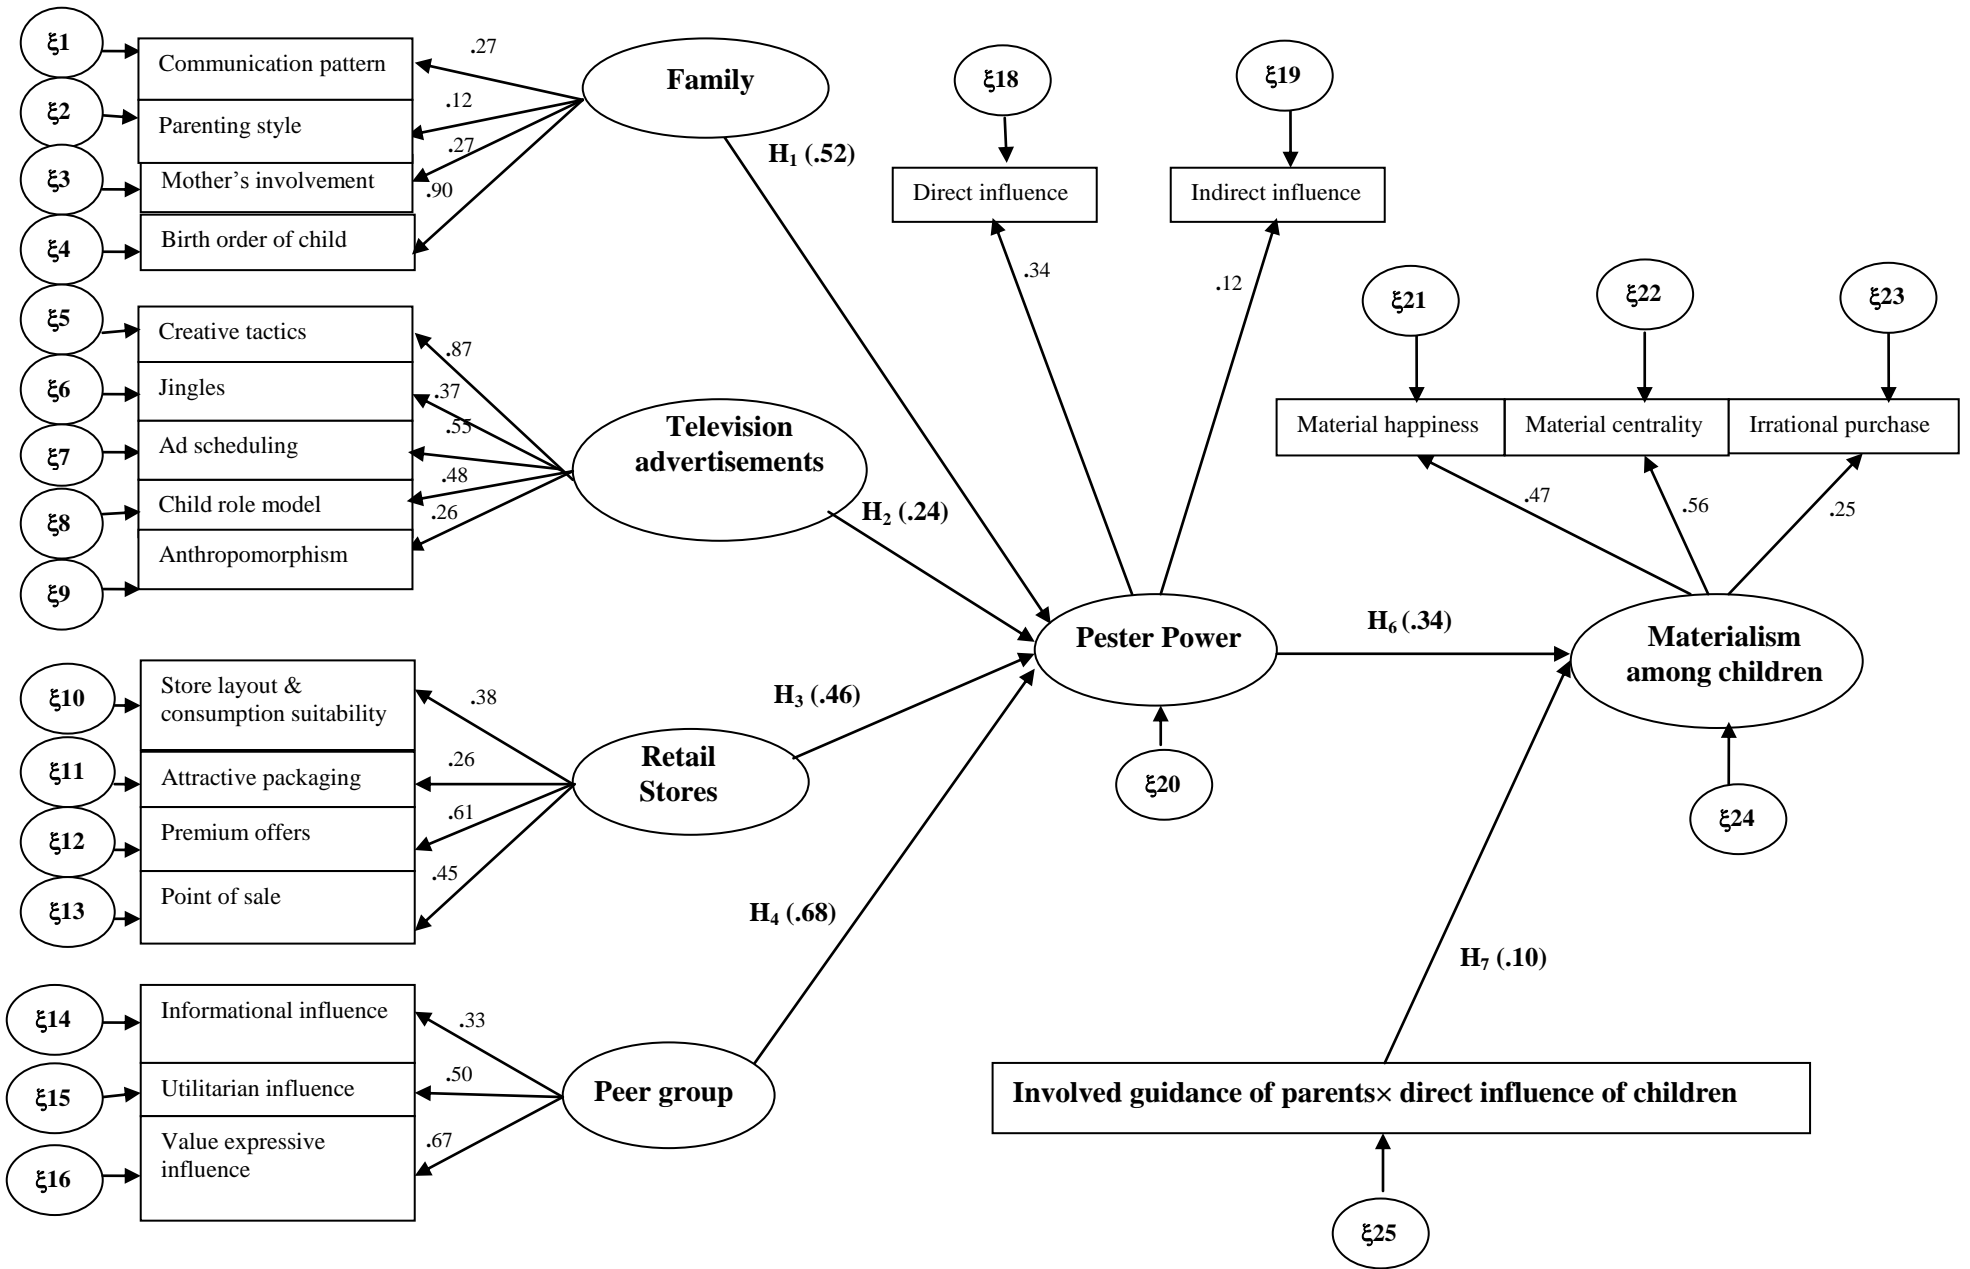 ξ1
Communication pattern
.27
Family
ξ2
Parenting style
.12
ξ3
Mother’s involvement
.27
ξ4
Birth order of child
.90
H1 (.52)
ξ18
Direct influence
.34
ξ19
Indirect influence
.12
ξ5
Creative tactics
.87
ξ6
Jingles
.37
ξ7
Ad scheduling
.55
ξ8
Child role model
.48
ξ9
Anthropomorphism
.26
Television
advertisements
H2 (.24)
ξ21
ξ22
ξ23
Material happiness
Material centrality
Irrational purchase
.47
.56
.25
Pester Power
H6 (.34)
Materialism
among children
ξ20
ξ24
ξ10
Store layout &
consumption suitability
.38
ξ11
Attractive packaging
.26
ξ12
Premium offers
.61
ξ13
Point of sale
.45
Retail
Stores
H3 (.46)
H4 (.68)
H7 (.10)
ξ14
Informational influence
.33
ξ15
Utilitarian influence
.50
ξ16
Value expressive
influence
.67
Peer group
Involved guidance of parents× direct influence of children
ξ25